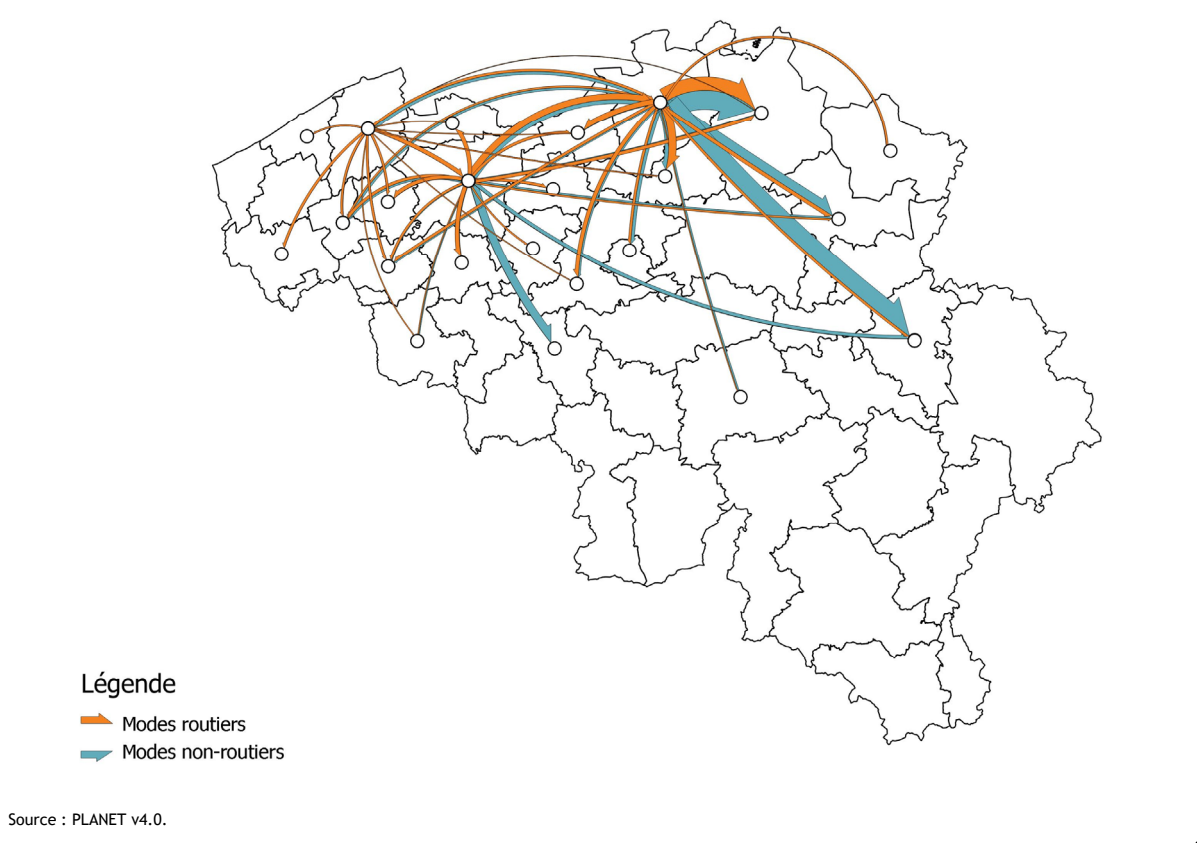 Légende
Modes routiers
Modes non-routiers
Source : PLANET v4.0.